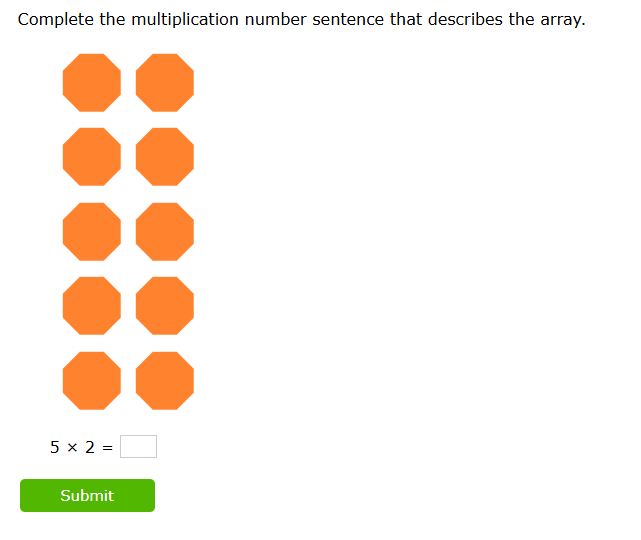 Complete the multiplication number sentence that describes the array.
5 × 2 =
Submit